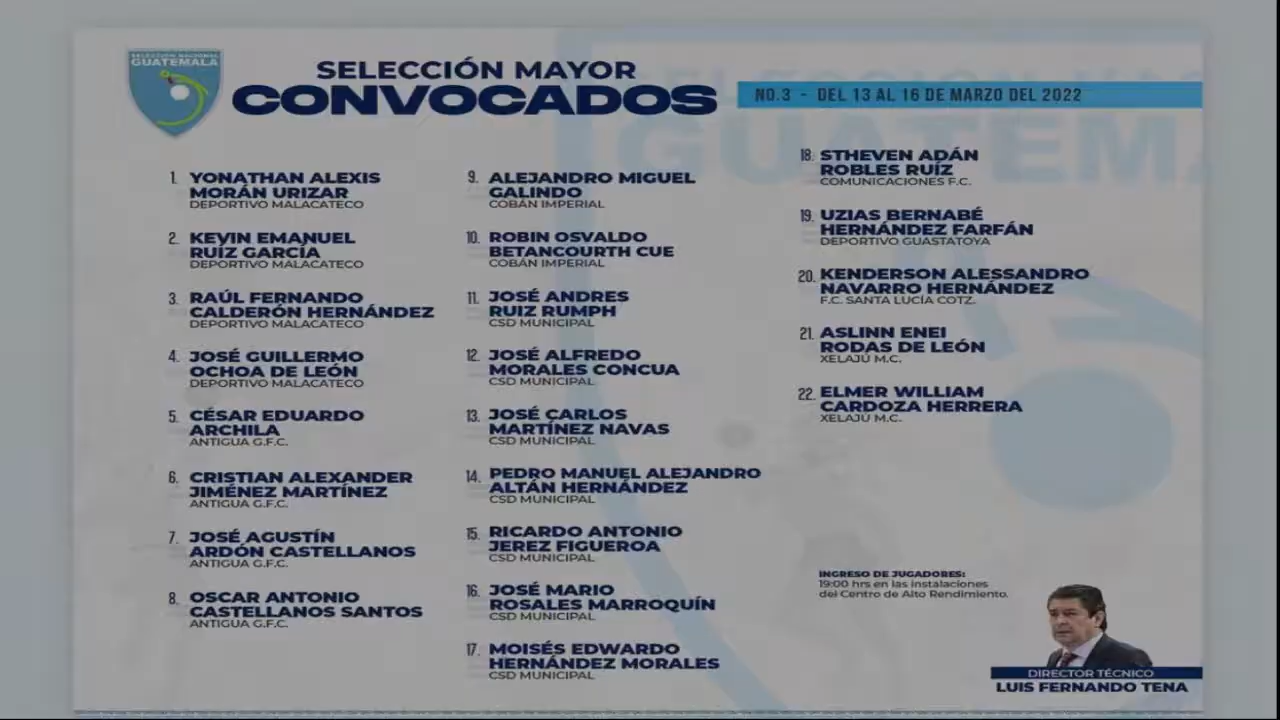 SELECCIÓN NACIONAL
GUATEMALA
SELECCIÓN MAYOR
CONVOCADOS
NO.3 - DEL 13 AL 16 DE MARZO DEL 2022
GUATEM
1. YONATHAN ALEXIS
MORÁN URIZAR
DEPORTIVO MALACATECO
2. KEVIN EMANUEL
RUÍZ GARCÍA
DEPORTIVO MALACATECO
3. RAÚL FERNANDO
CALDERÓN HERNÁNDEZ
DEPORTIVO MALACATECO
4. JOSÉ GUILLERMO
OCHOA DE LEÓN
DEPORTIVO MALACATECO
5. CÉSAR EDUARDO
ARCHILA
ANTIGUA G.F.C.
6. CRISTIAN ALEXANDER
JIMÉNEZ MARTÍNEZ
ANTIGUA G.F.C.
7. JOSÉ AGUSTÍN
ARDÓN CASTELLANOS
ANTIGUA G.F.C.
8. OSCAR ANTONIO
CASTELLANOS SANTOS
ANTIGUA G.F.C.
9. ALEJANDRO MIGUEL
GALINDO
COBÁN IMPERIAL
10. ROBIN OSVALDO
BETANCOURTH CUE
COBÁN IMPERIAL
11. JOSÉ ANDRES
RUIZ RUMPH
CSD MUNICIPAL
12. JOSÉ ALFREDO
MORALES CONCUA
CSD MUNICIPAL
13. JOSÉ CARLOS
MARTÍNEZ NAVAS
CSD MUNICIPAL
14. PEDRO MANUEL ALEJANDRO
ALTÁN HERNÁNDEZ
CSD MUNICIPAL
15. RICARDO ANTONIO
JEREZ FIGUEROA
CSD MUNICIPAL
16. JOSÉ MARIO
ROSALES MARROQUÍN
CSD MUNICIPAL
17. MOISÉS EDWARDO
HERNÁNDEZ MORALES
CSD MUNICIPAL
18. STHEVEN ADÁN
ROBLES RUÍZ
COMUNICACIONES F.C.
19. UZIAS BERNABÉ
HERNÁNDEZ FARFÁN
DEPORTIVO GUASTATOYA
20. KENDERSON ALESSANDRO
NAVARRO HERNÁNDEZ
F.C. SANTA LUCÍA COTZ.
21. ASLINN ENEI
RODAS DE LEÓN
XELAJÚ M.C.
22. ELMER WILLIAM
CARDOZA HERRERA
XELAJÚ M.C.
INGRESO DE JUGADORES:
19:00 hrs en las instalaciones
del Centro de Alto Rendimiento.
DIRECTOR TÉCNICO
LUIS FERNANDO TENA